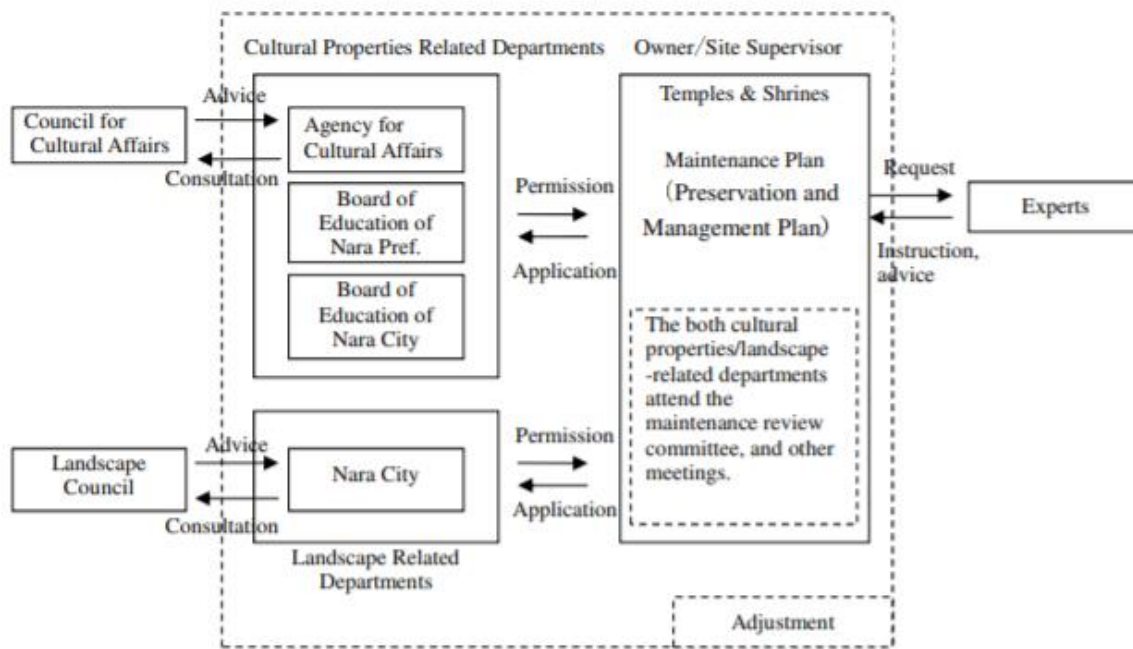 Cultural Properties Related Departments
Owner/Site Supervisor
Advice
Council for
Cultural Affairs
Consultation
Agency for
Cultural Affairs
Board of
Education of
Nara Pref.
Board of
Education of
Nara City
Permission
Application
Temples & Shrines
Maintenance Plan
(Preservation and
Management Plan)
Request
Experts
Instruction,
advice
The both cultural
properties/landscape
-related departments
attend the
maintenance review
committee, and other
meetings.
Advice
Landscape
Council
Consultation
Nara City
Permission
Application
Landscape Related
Departments
Adjustment